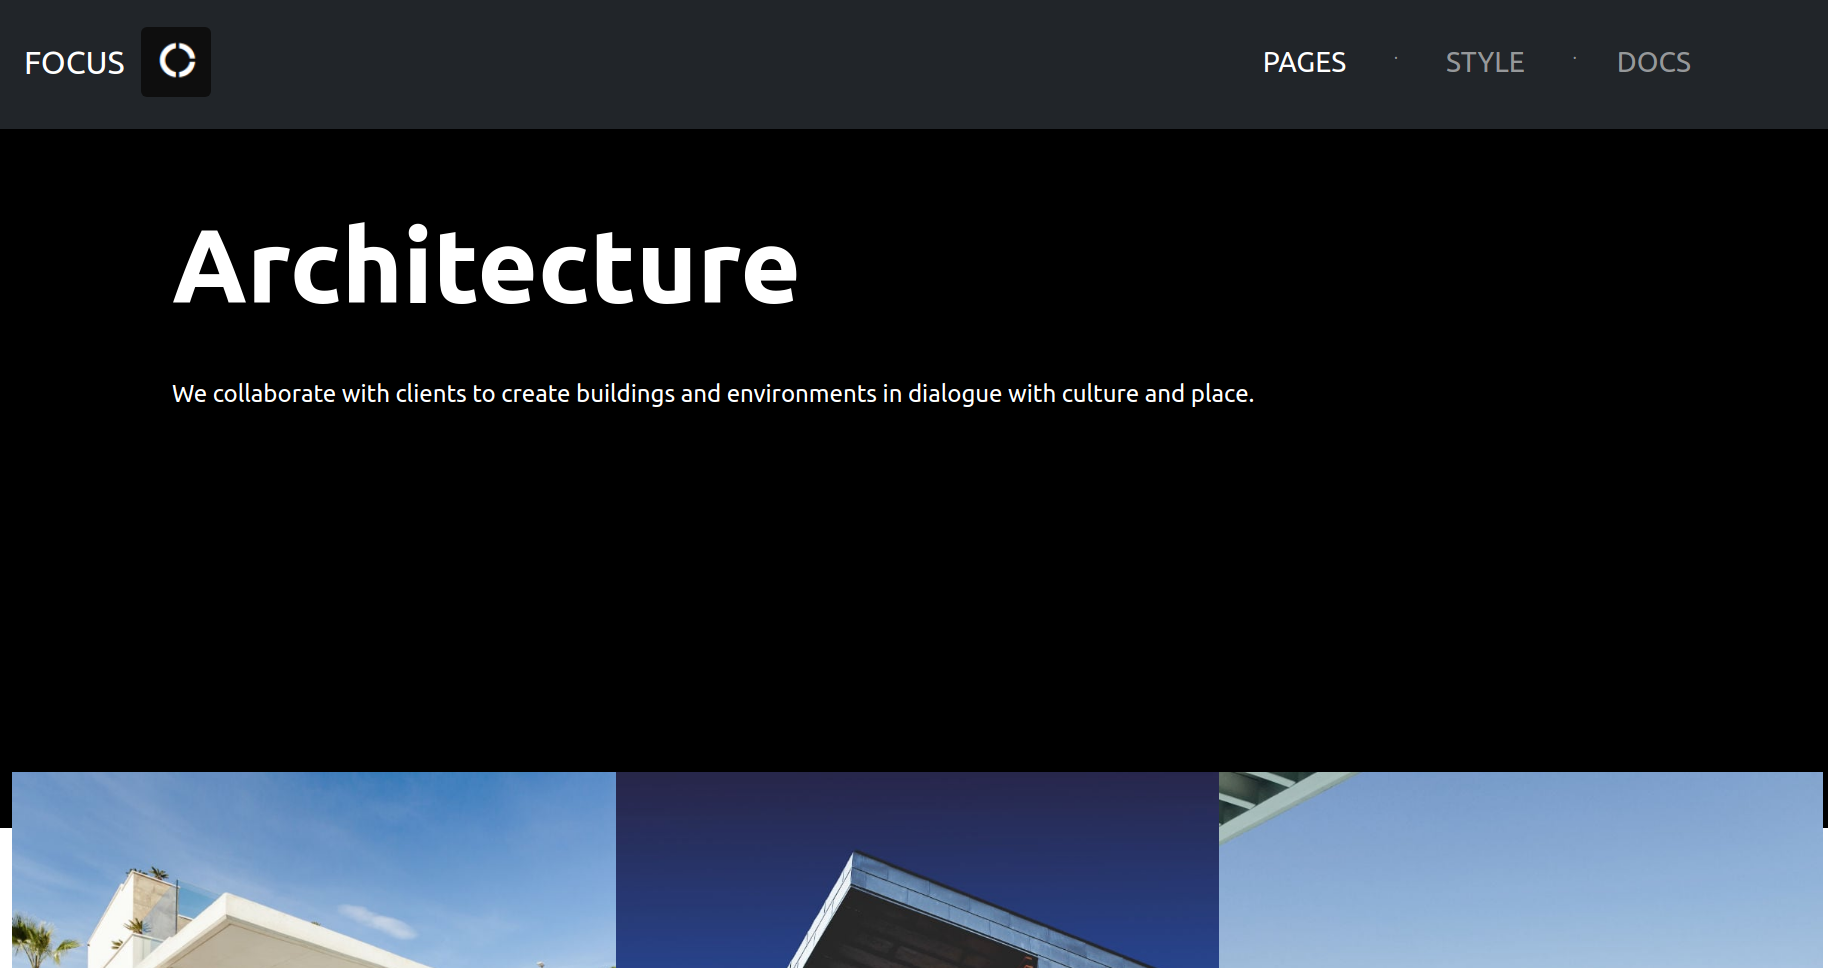 FOCUS
PAGES · STYLE · DOCS
Architecture
We collaborate with clients to create buildings and environments in dialogue with culture and place.